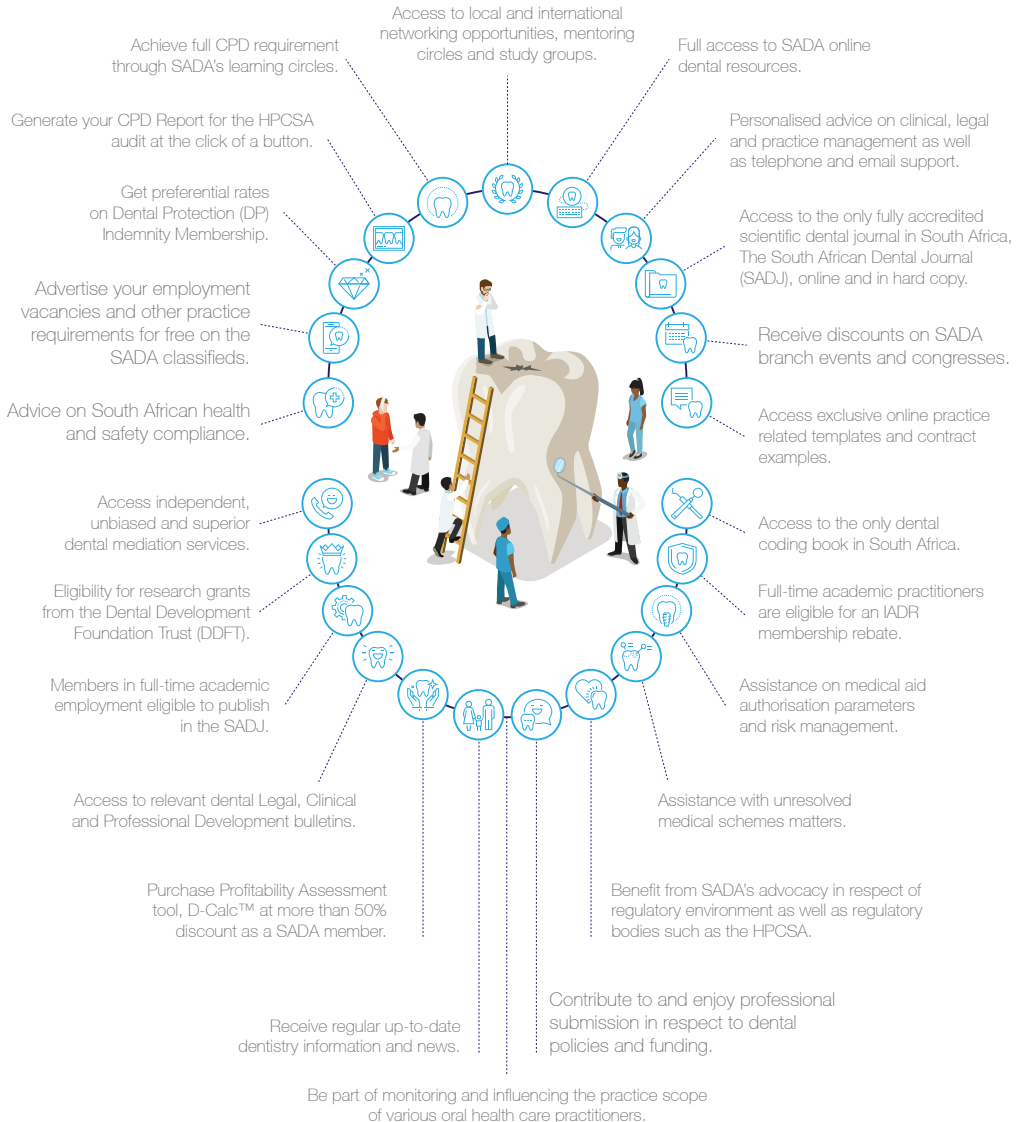 Access to local and international
networking opportunities, mentoring
circles and study groups.
Achieve full CPD requirement
through SADA's learning circles.
Full access to SADA online
dental resources.
Generate your CPD Report for the HPCSA
audit at the click of a button.
Personalised advice on clinical, legal
and practice management as well
as telephone and email support.
Get preferential rates
on Dental Protection (DP)
Indemnity Membership.
Access to the only fully accredited
scientific dental journal in South Africa,
The South African Dental Journal
(SADJ), online and in hard copy.
Advertise your employment
vacancies and other practice
requirements for free on the
SADA classifieds.
Receive discounts on SADA
branch events and congresses.
Advice on South African health
and safety compliance.
Access exclusive online practice
related templates and contract
examples.
Access independent,
unbiased and superior
dental mediation services.
Access to the only dental
coding book in South Africa.
Eligibility for research grants
from the Dental Development
Foundation Trust (DDFT).
Full-time academic practitioners
are eligible for an IADR
membership rebate.
Members in full-time academic
employment eligible to publish
in the SADJ.
Assistance on medical aid
authorisation parameters
and risk management.
Access to relevant dental Legal, Clinical
and Professional Development bulletins.
Assistance with unresolved
medical schemes matters.
Purchase Profitability Assessment
tool, D-Calc™ at more than 50%
discount as a SADA member.
Benefit from SADA's advocacy in respect of
regulatory environment as well as regulatory
bodies such as the HPCSA.
Receive regular up-to-date
dentistry information and news.
Contribute to and enjoy professional
submission in respect to dental
policies and funding.
Be part of monitoring and influencing the practice scope
of various oral health care practitioners.